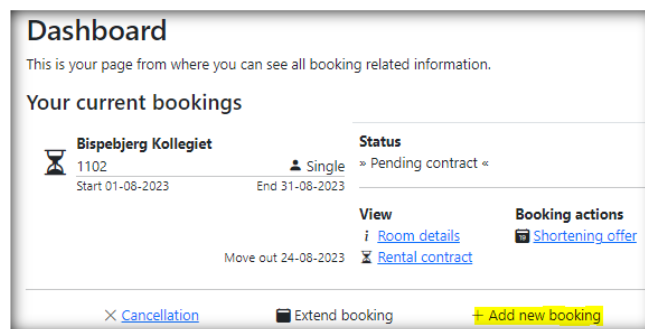 Dashboard
This is your page from where you can see all booking related information.
Your current bookings
Bispebjerg Kollegiet
1102 Single
Start 01-08-2023 End 31-08-2023
Move out 24-08-2023
Status
» Pending contract «
View
i Room details
Rental contract
Booking actions
19 Shortening offer
× Cancellation Extend booking + Add new booking